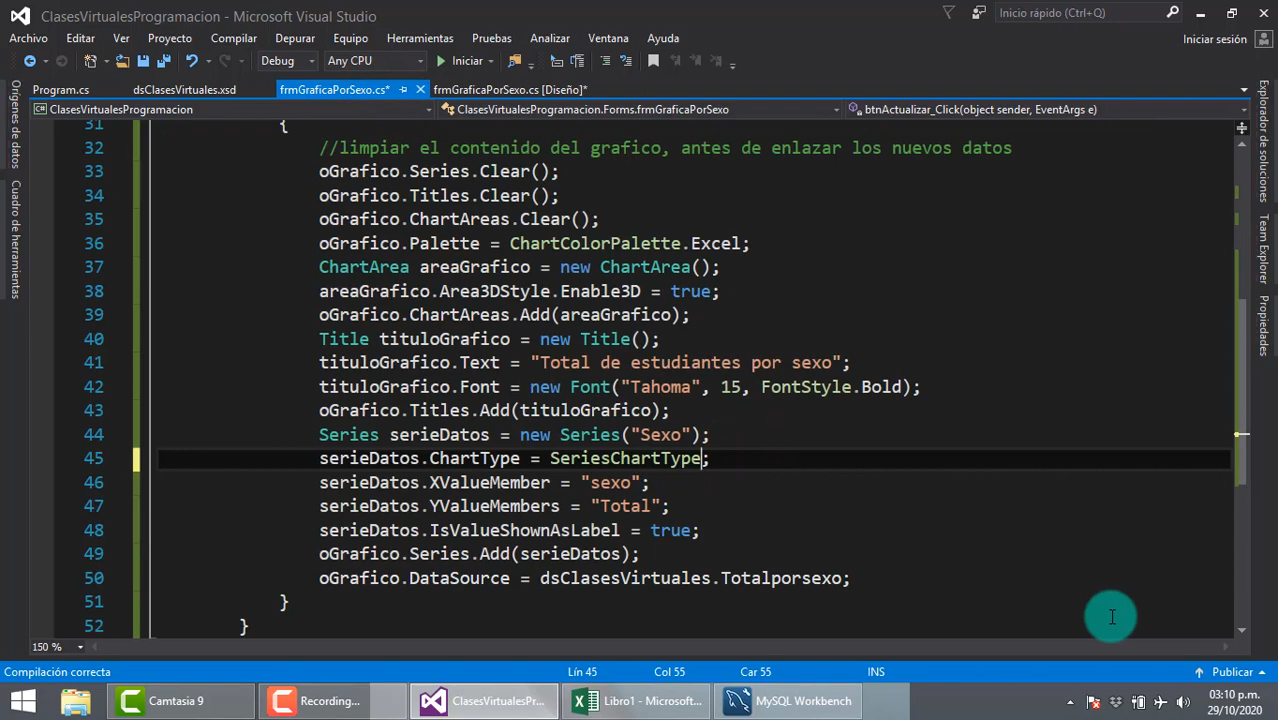 ClasesVirtualesProgramacion - Microsoft Visual Studio
Inicio rápido (Ctrl+Q)
Archivo Editar Ver Proyecto Compilar Depurar Equipo Herramientas Pruebas Analizar Ventana Ayuda
Iniciar sesión
Debug Any CPU Iniciar
Program.cs dsClasesVirtuales.xsd frmGraficaPorSexo.cs* frmGraficaPorSexo.cs [Diseño]*
ClasesVirtualesProgramacion ClasesVirtualesProgramacion.Forms.frmGraficaPorSexo btnActualizar_Click(object sender, EventArgs e)
Orígenes de datos
Cuadro de herramientas
Explorador de soluciones
Team Explorer
Propiedades
31 {
32 //limpiar el contenido del grafico, antes de enlazar los nuevos datos
33 oGrafico.Series.Clear();
34 oGrafico.Titles.Clear();
35 oGrafico.ChartAreas.Clear();
36 oGrafico.Palette = ChartColorPalette.Excel;
37 ChartArea areaGrafico = new ChartArea();
38 areaGrafico.Area3DStyle.Enable3D = true;
39 oGrafico.ChartAreas.Add(areaGrafico);
40 Title tituloGrafico = new Title();
41 tituloGrafico.Text = "Total de estudiantes por sexo";
42 tituloGrafico.Font = new Font("Tahoma", 15, FontStyle.Bold);
43 oGrafico.Titles.Add(tituloGrafico);
44 Series serieDatos = new Series("Sexo");
45 serieDatos.ChartType = SeriesChartType;
46 serieDatos.XValueMember = "sexo";
47 serieDatos.YValueMembers = "Total";
48 serieDatos.IsValueShownAsLabel = true;
49 oGrafico.Series.Add(serieDatos);
50 oGrafico.DataSource = dsClasesVirtuales.Totalporsexo;
51 }
52 }
150 %
Compilación correcta Lín 45 Col 55 Car 55 INS Publicar
Camtasia 9 Recording... ClasesVirtualesPr... Libro1 - Microsoft... MySQL Workbench
03:10 p.m.
29/10/2020